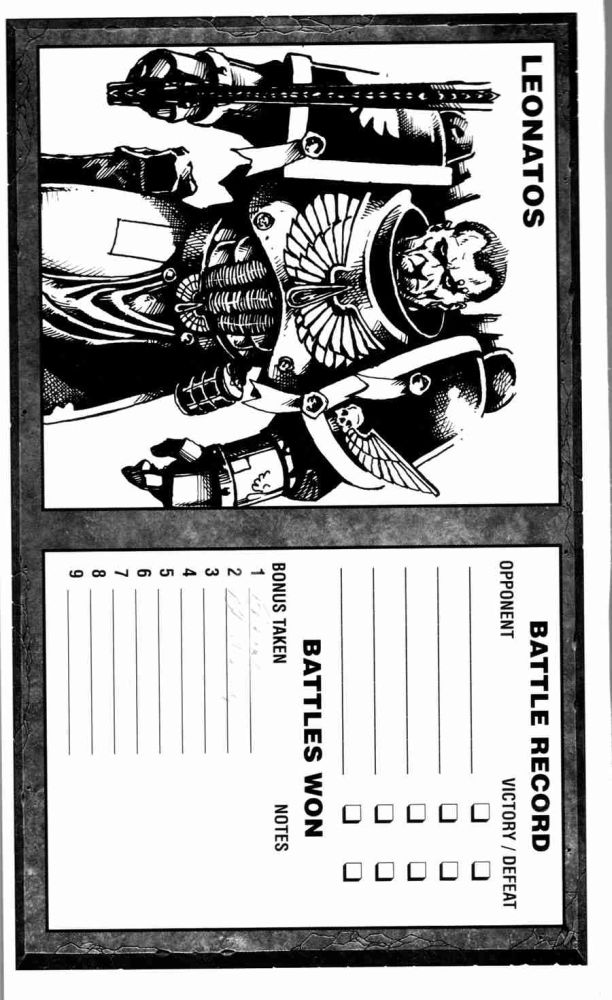 LEONATOS
BATTLE RECORD
OPPONENT VICTORY / DEFEAT
BATTLES WON
BONUS TAKEN NOTES
1
2
3
4
5
6
7
8
9